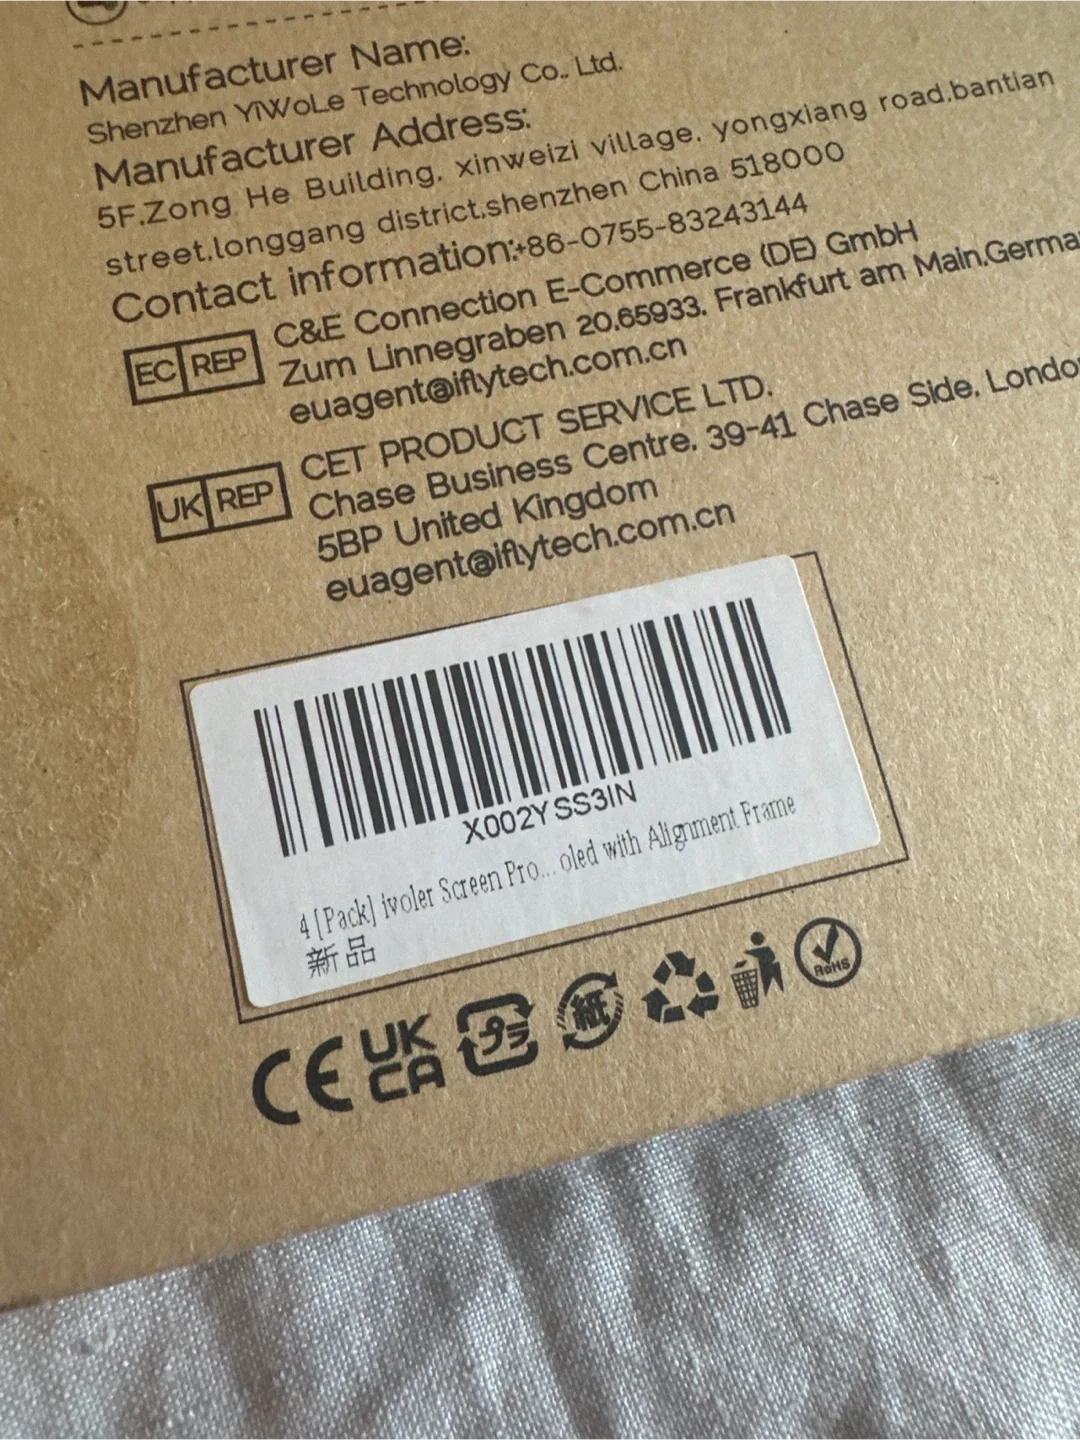 Manufacturer Name:
Shenzhen YiWoLe Technology Co., Ltd.
Manufacturer Address:
5F,Zong He Building, xinweizi village, yongxiang road,bantian
street,longgang district,shenzhen China 518000
Contact information:+86-0755-83243144
EC REP
C&E Connection E-Commerce (DE) GmbH
Zum Linnegraben 20,65933, Frankfurt am Main,Germa
euagent@iflytech.com.cn
UK REP
CET PRODUCT SERVICE LTD.
Chase Business Centre, 39-41 Chase Side, Londo
5BP United Kingdom
euagent@iflytech.com.cn
X002YSS3IN
4 [Pack] ivoler Screen Pro... oled with Alignment Frame
新品
CE UK CA プラ 紙 RoHS